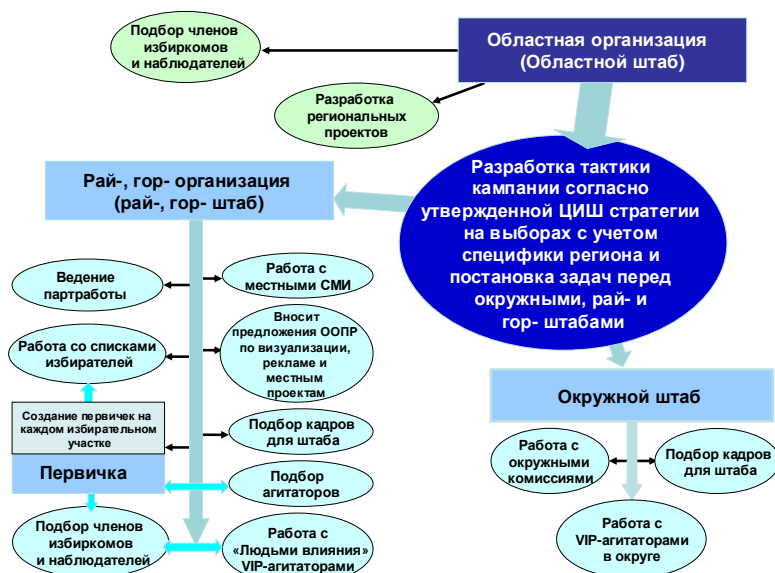 Подбор членов
избиркомов
и наблюдателей
Областная организация
(Областной штаб)
Разработка
региональных
проектов
Разработка тактики
кампании согласно
утвержденной ЦИШ стратегии
на выборах с учетом
специфики региона и
постановка задач перед
окружными, рай- и
гор- штабами
Рай-, гор- организация
(рай-, гор- штаб)
Ведение
партработы
Работа с
местными СМИ
Работа со списками
избирателей
Вносит
предложения ООПР
по визуализации,
рекламе и
местным
проектам
Создание первичек на
каждом избирательном
участке
Первичка
Подбор кадров
для штаба
Подбор
агитаторов
Подбор членов
избиркомов
и наблюдателей
Работа с
«Людьми влияния»
VIP-агитаторами
Окружной штаб
Работа с
окружными
комиссиями
Подбор кадров
для штаба
Работа с
VIP-агитаторами
в округе